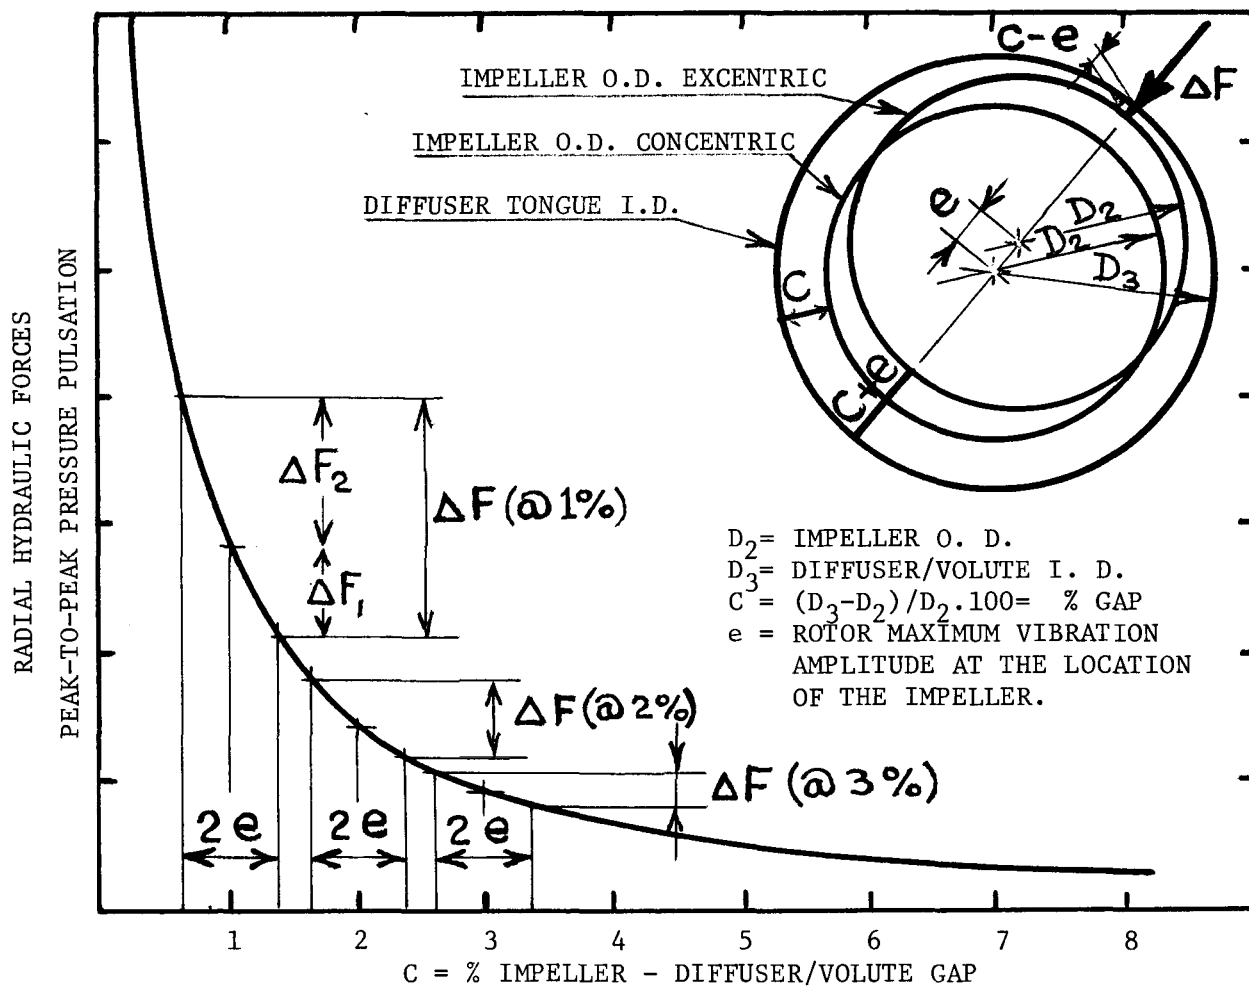 C-e
ΔF
IMPELLER O.D. EXCENTRIC
IMPELLER O.D. CONCENTRIC
DIFFUSER TONGUE I.D.
e
D2
D2
D3
C
C+e
RADIAL HYDRAULIC FORCES
PEAK-TO-PEAK PRESSURE PULSATION
ΔF2
ΔF1
ΔF (@ 1%)
ΔF (@ 2%)
ΔF (@ 3%)
D2= IMPELLER O. D.
D3= DIFFUSER/VOLUTE I. D.
C = (D3-D2)/D2.100= % GAP
e = ROTOR MAXIMUM VIBRATION
AMPLITUDE AT THE LOCATION
OF THE IMPELLER.
2e 2e 2e
1 2 3 4 5 6 7 8
C = % IMPELLER - DIFFUSER/VOLUTE GAP